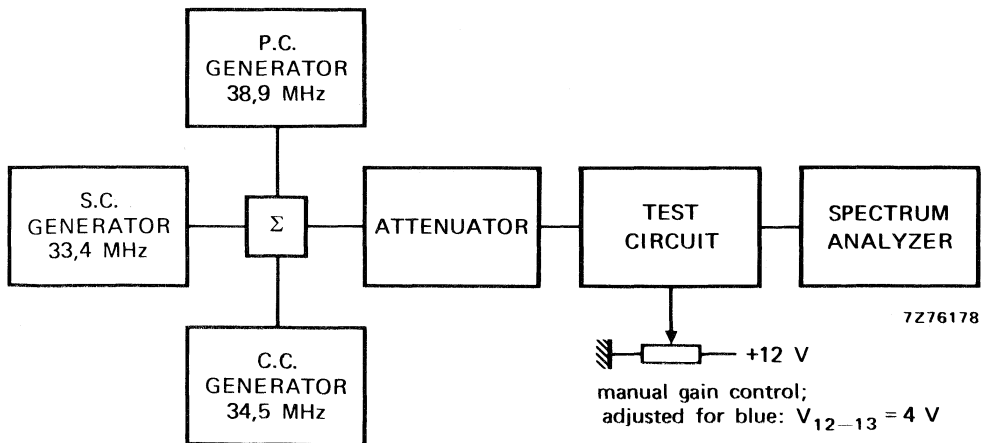 P.C.
GENERATOR
38,9 MHz
S.C.
GENERATOR
33,4 MHz
Σ
ATTENUATOR
TEST
CIRCUIT
SPECTRUM
ANALYZER
7Z76178
C.C.
GENERATOR
34,5 MHz
+12 V
manual gain control;
adjusted for blue: V12–13 = 4 V